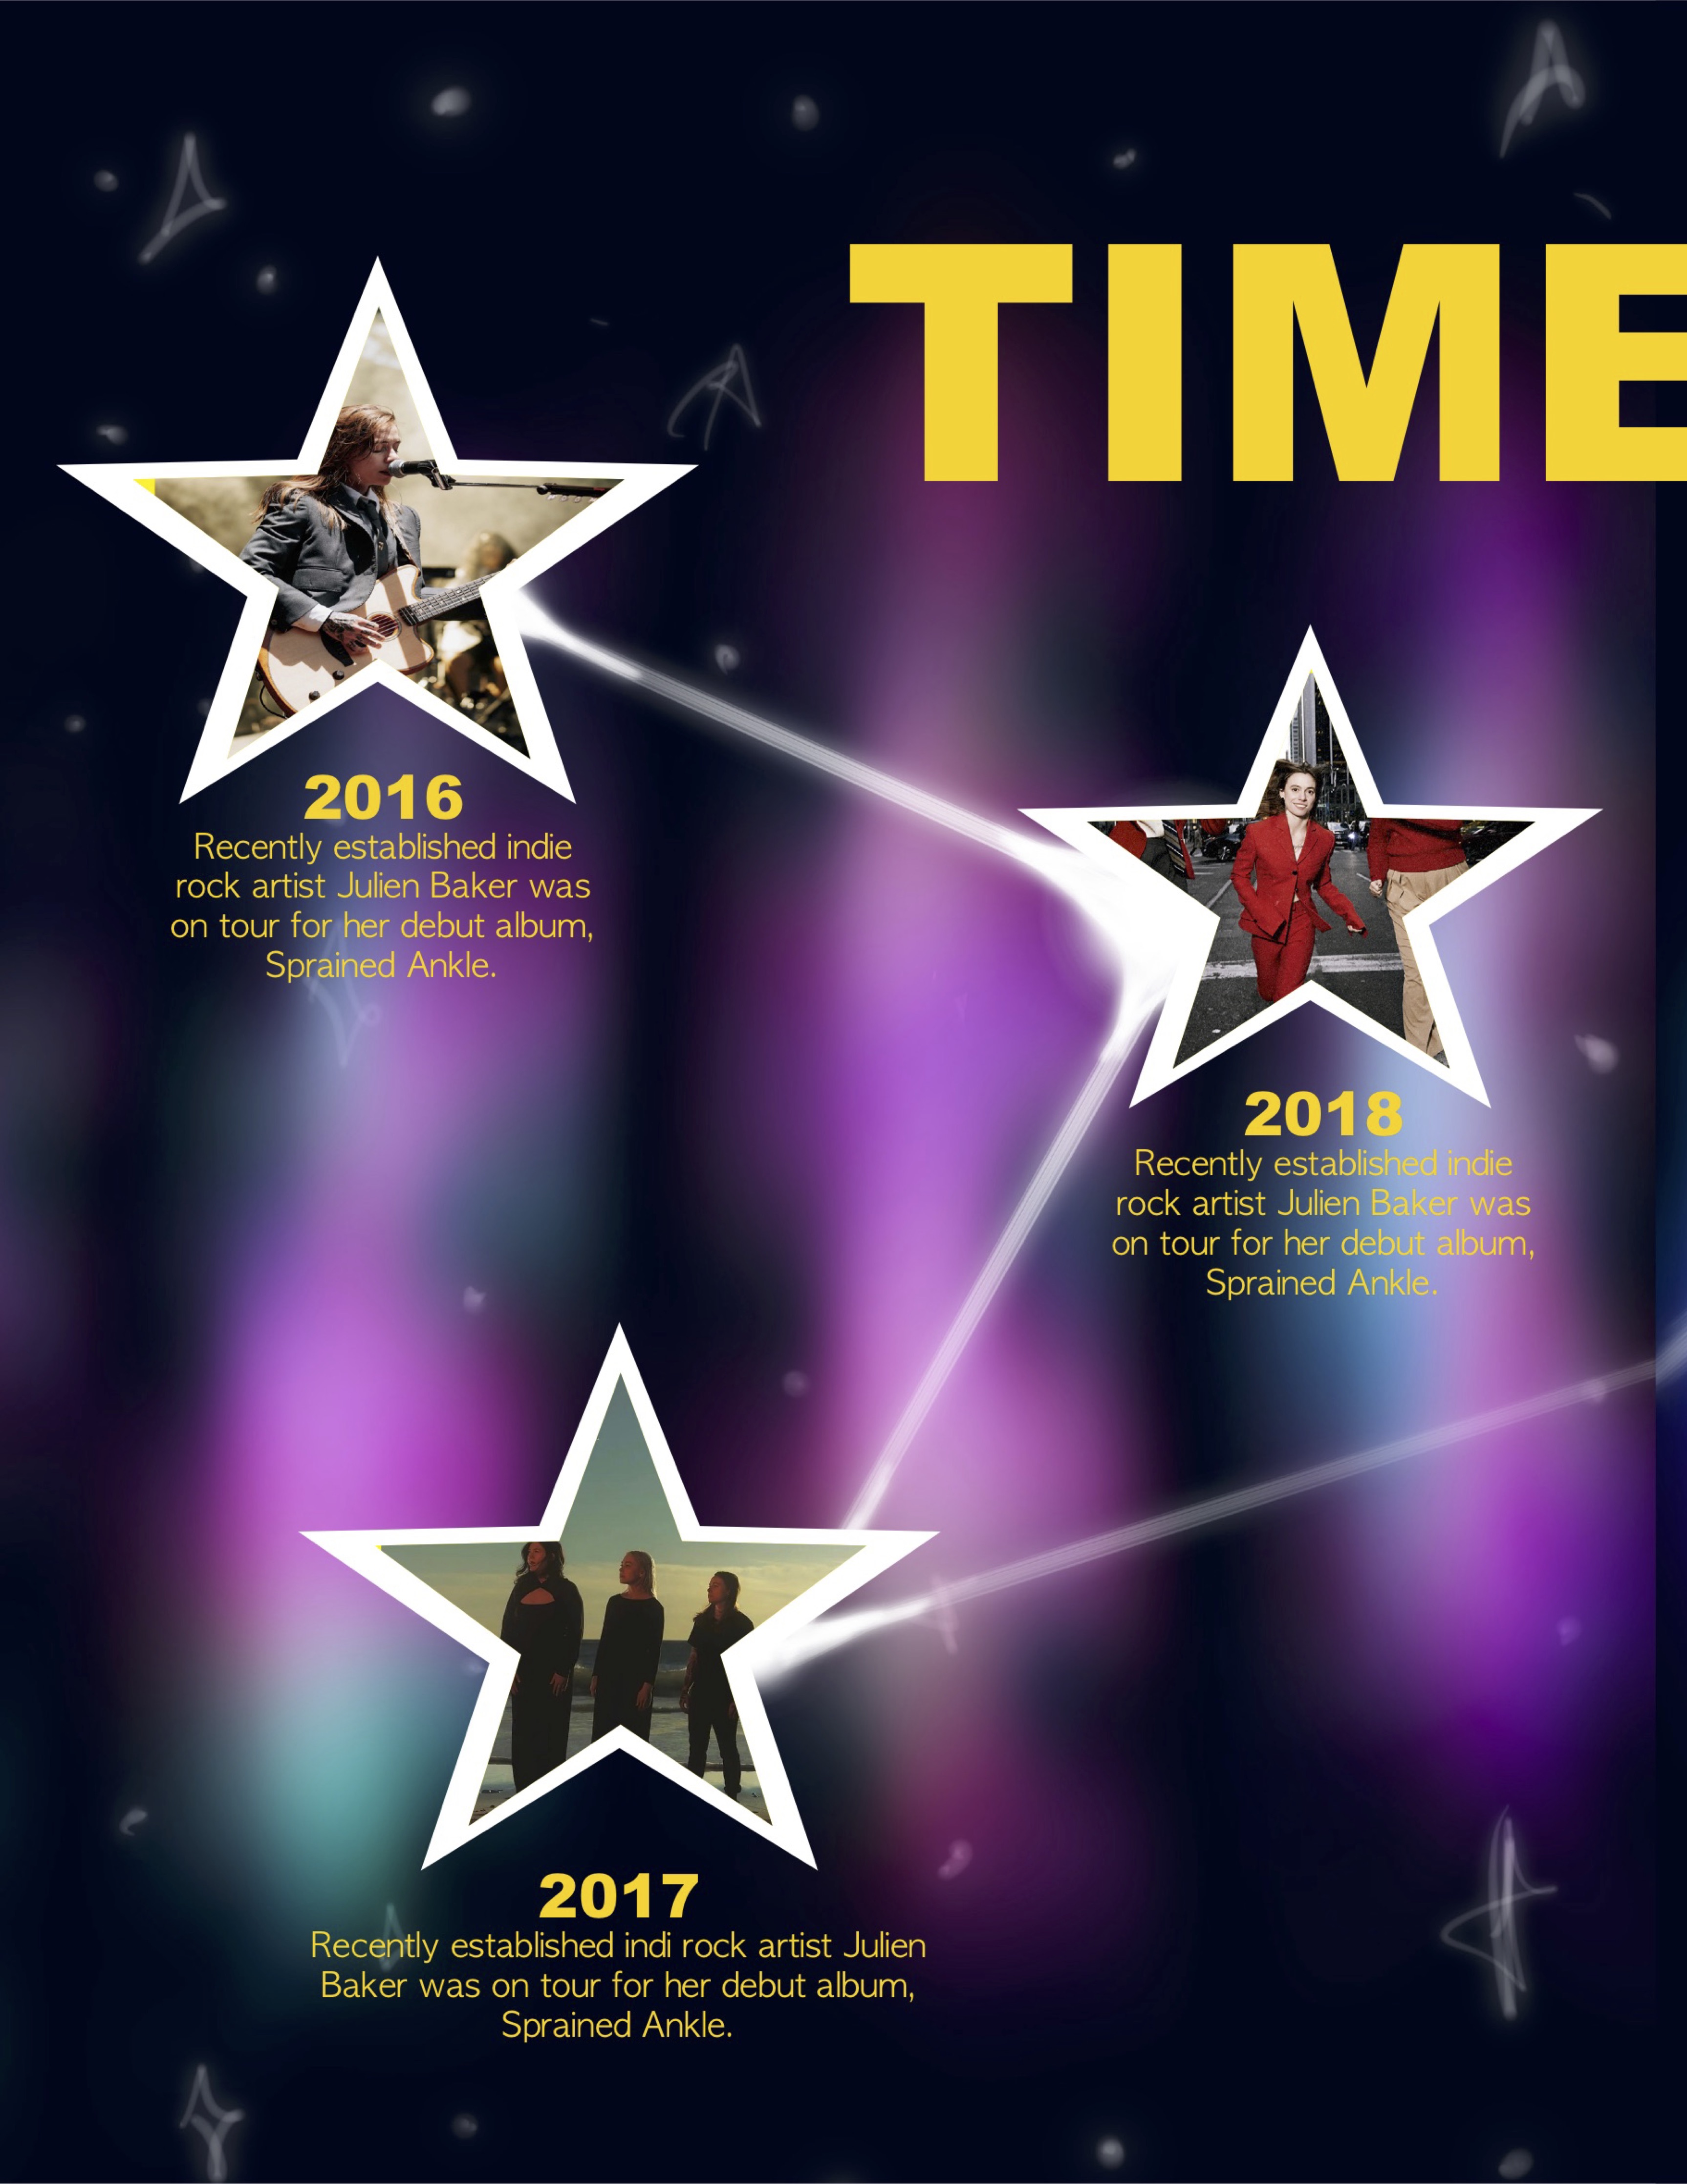 TIME
2016
Recently established indie
rock artist Julien Baker was
on tour for her debut album,
Sprained Ankle.
2018
Recently established indie
rock artist Julien Baker was
on tour for her debut album,
Sprained Ankle.
2017
Recently established indi rock artist Julien
Baker was on tour for her debut album,
Sprained Ankle.